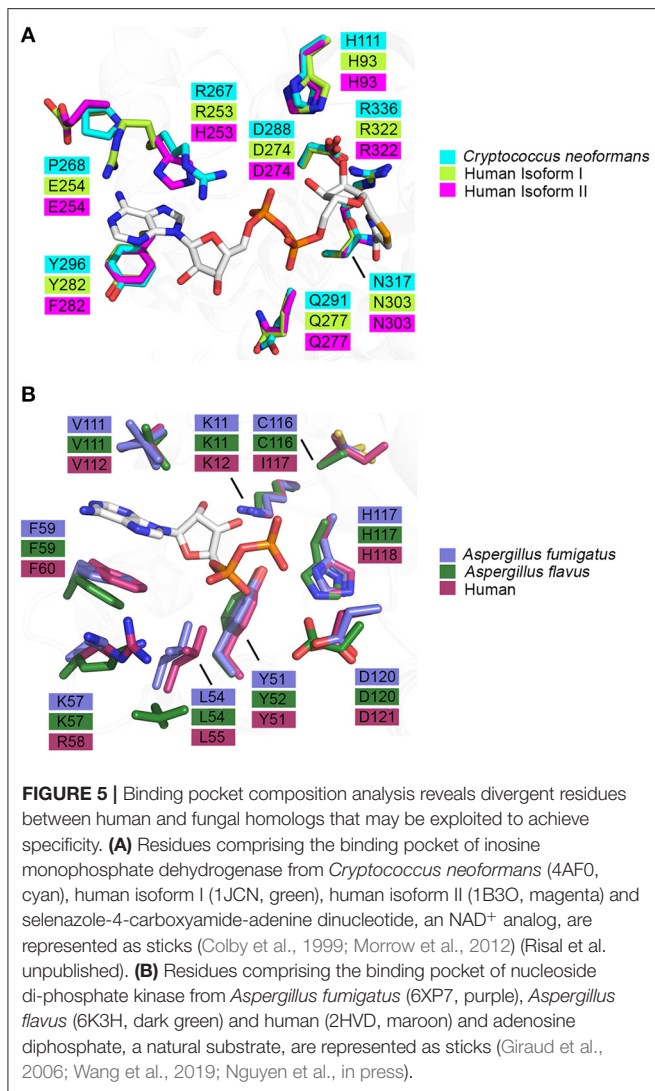 A
H111
H93
H93
R267
R253
H253
R336
R322
R322
D288
D274
D274
P268
E254
E254
Y296
Y282
F282
N317
N303
N303
Q291
Q277
Q277
Cryptococcus neoformans
Human Isoform I
Human Isoform II
B
V111
V111
V112
K11
K11
K12
C116
C116
I117
F59
F59
F60
H117
H117
H118
K57
K57
R58
L54
L54
L55
Y51
Y52
Y51
D120
D120
D121
Aspergillus fumigatus
Aspergillus flavus
Human
FIGURE 5 | Binding pocket composition analysis reveals divergent residues
between human and fungal homologs that may be exploited to achieve
specificity. (A) Residues comprising the binding pocket of inosine
monophosphate dehydrogenase from Cryptococcus neoformans (4AF0,
cyan), human isoform I (1JCN, green), human isoform II (1B3O, magenta) and
selenazole-4-carboxyamide-adenine dinucleotide, an NAD⁺ analog, are
represented as sticks (Colby et al., 1999; Morrow et al., 2012) (Risal et al.
unpublished). (B) Residues comprising the binding pocket of nucleoside
di-phosphate kinase from Aspergillus fumigatus (6XP7, purple), Aspergillus
flavus (6K3H, dark green) and human (2HVD, maroon) and adenosine
diphosphate, a natural substrate, are represented as sticks (Giraud et al.,
2006; Wang et al., 2019; Nguyen et al., in press).